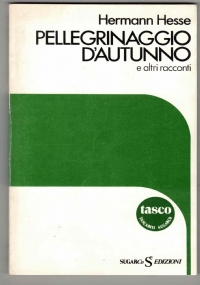 Hermann Hesse
PELLEGRINAGGIO
D'AUTUNNO
e altri racconti
tasco
SUGARCo S EDIZIONI